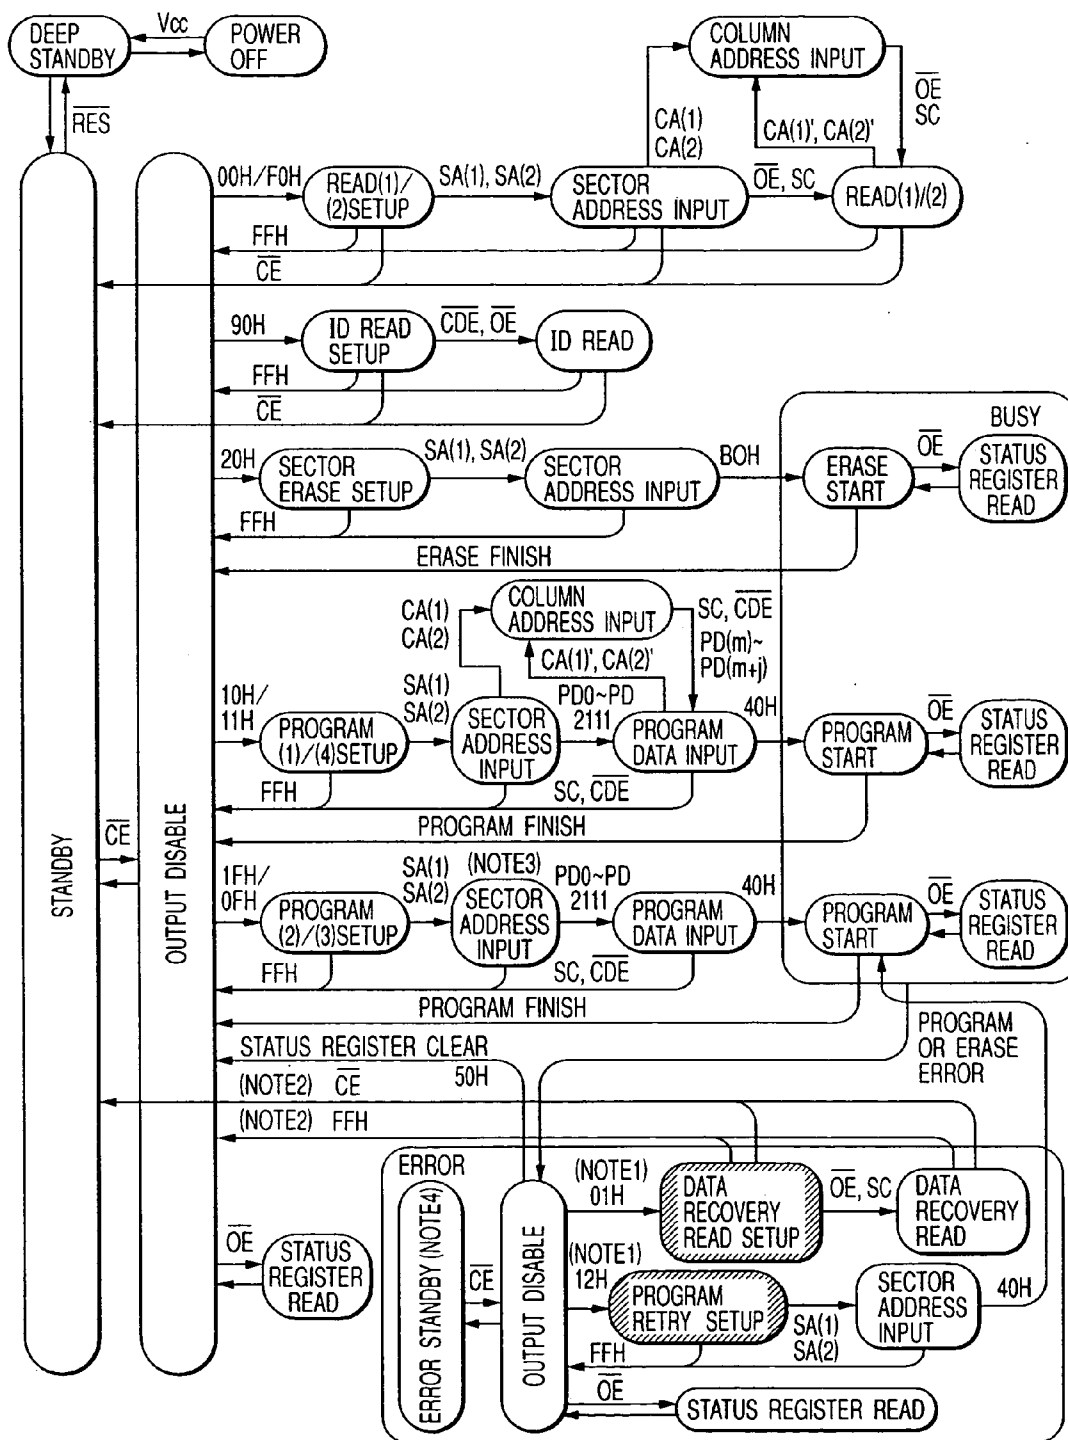 DEEP
STANDBY
Vcc
POWER
OFF
RES
COLUMN
ADDRESS INPUT
OE
SC
CA(1)
CA(2)
CA(1)', CA(2)'
00H/F0H
READ(1)/
(2)SETUP
SA(1), SA(2)
SECTOR
ADDRESS INPUT
OE, SC
READ(1)/(2)
FFH
CE
90H
ID READ
SETUP
CDE, OE
ID READ
FFH
CE
BUSY
20H
SECTOR
ERASE SETUP
SA(1), SA(2)
SECTOR
ADDRESS INPUT
BOH
ERASE
START
OE
STATUS
REGISTER
READ
FFH
ERASE FINISH
CA(1)
CA(2)
COLUMN
ADDRESS INPUT
SC, CDE
PD(m)~
PD(m+j)
CA(1)', CA(2)'
10H/
11H
PROGRAM
(1)/(4)SETUP
SA(1)
SA(2)
SECTOR
ADDRESS
INPUT
PD0~PD
2111
PROGRAM
DATA INPUT
40H
PROGRAM
START
OE
STATUS
REGISTER
READ
FFH
SC, CDE
PROGRAM FINISH
STANDBY
CE
OUTPUT DISABLE
1FH/
0FH
PROGRAM
(2)/(3)SETUP
SA(1)
SA(2)
(NOTE3)
SECTOR
ADDRESS
INPUT
PD0~PD
2111
PROGRAM
DATA INPUT
40H
PROGRAM
START
OE
STATUS
REGISTER
READ
FFH
SC, CDE
PROGRAM FINISH
PROGRAM
OR ERASE
ERROR
STATUS REGISTER CLEAR
50H
(NOTE2) CE
(NOTE2) FFH
ERROR
ERROR STANDBY (NOTE4)
CE
OUTPUT DISABLE
(NOTE1)
01H
DATA
RECOVERY
READ SETUP
OE, SC
DATA
RECOVERY
READ
OE
STATUS
REGISTER
READ
(NOTE1)
12H
PROGRAM
RETRY SETUP
SA(1)
SA(2)
SECTOR
ADDRESS
INPUT
40H
FFH
OE
STATUS REGISTER READ